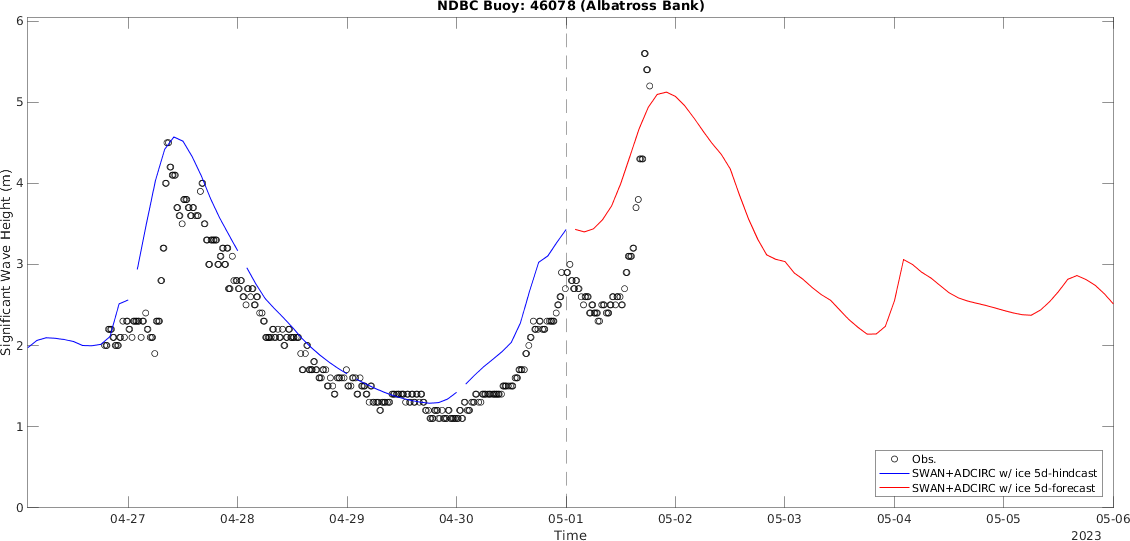 NDBC Buoy: 46078 (Albatross Bank)
6
5
4
3
2
1
0
Significant Wave Height (m)
Obs.
SWAN+ADCIRC w/ ice 5d-hindcast
SWAN+ADCIRC w/ ice 5d-forecast
04-27 04-28 04-29 04-30 05-01 05-02 05-03 05-04 05-05 05-06
Time 2023